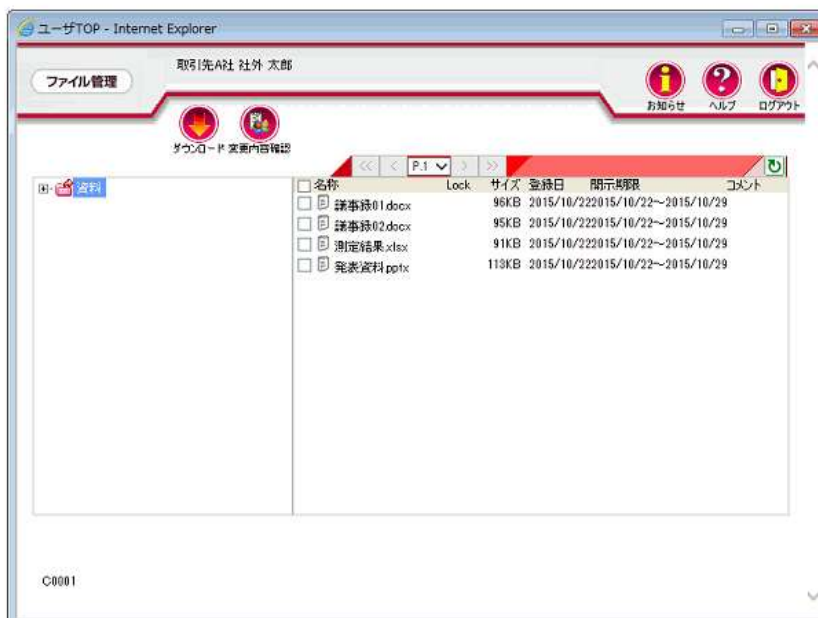 ユーザTOP - Internet Explorer
取引先A社 社外 太郎
ファイル管理
お知らせ ヘルプ ログアウト
ダウンロード 変更内容確認
<< < P.1 > >>
資料
名称 Lock サイズ 登録日 開示期限 コメント
議事録01.docx 96KB 2015/10/22 2015/10/22～2015/10/29
議事録02.docx 95KB 2015/10/22 2015/10/22～2015/10/29
測定結果.xlsx 91KB 2015/10/22 2015/10/22～2015/10/29
発表資料.pptx 113KB 2015/10/22 2015/10/22～2015/10/29
C0001